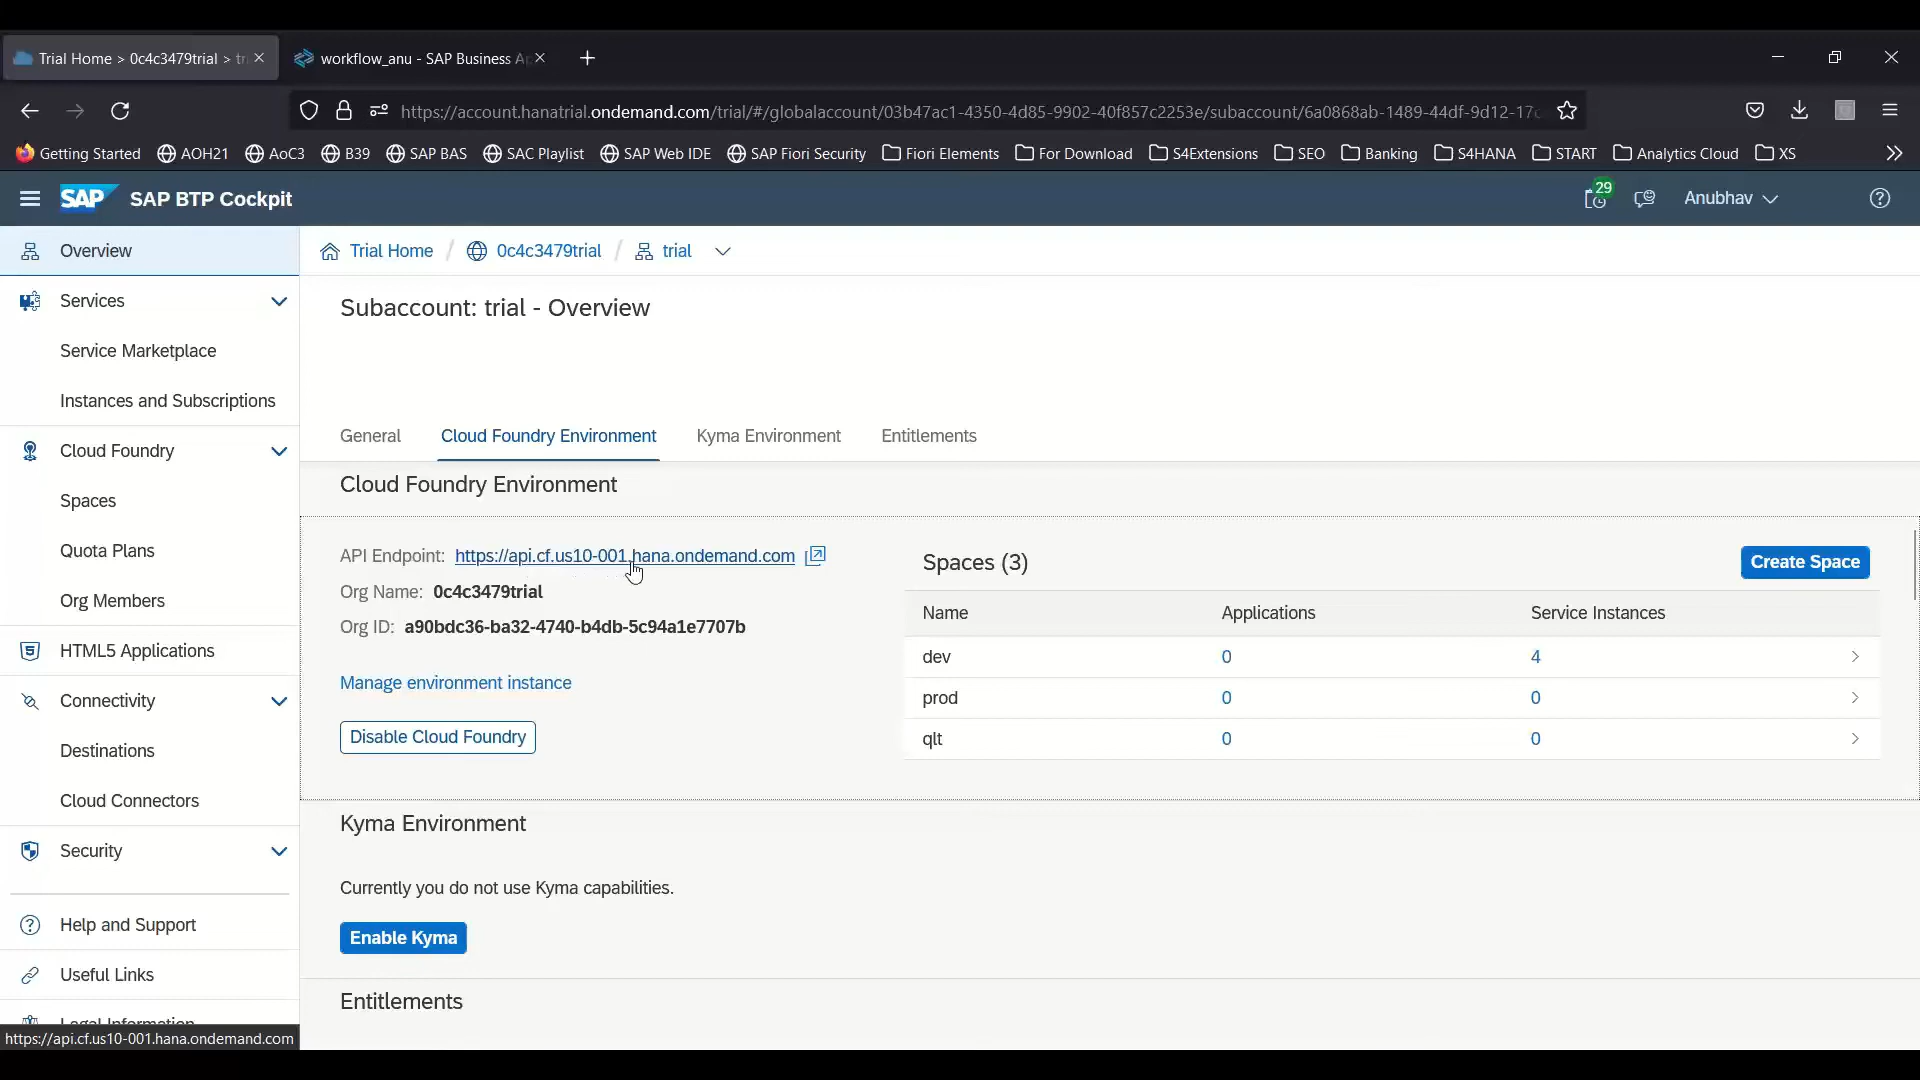 Trial Home > 0c4c3479trial > tr
workflow_anu - SAP Business Ap
https://account.hanatrial.ondemand.com/trial/#/globalaccount/03b47ac1-4350-4d85-9902-40f857c2253e/subaccount/6a0868ab-1489-44df-9d12-17c
Getting Started AOH21 AoC3 B39 SAP BAS SAC Playlist SAP Web IDE SAP Fiori Security Fiori Elements For Download S4Extensions SEO Banking S4HANA START Analytics Cloud XS
SAP SAP BTP Cockpit 29 Anubhav
Overview
Services
Service Marketplace
Instances and Subscriptions
Cloud Foundry
Spaces
Quota Plans
Org Members
HTML5 Applications
Connectivity
Destinations
Cloud Connectors
Security
Help and Support
Useful Links
Legal Information
https://api.cf.us10-001.hana.ondemand.com
Trial Home / 0c4c3479trial / trial
Subaccount: trial - Overview
General Cloud Foundry Environment Kyma Environment Entitlements
Cloud Foundry Environment
API Endpoint: https://api.cf.us10-001.hana.ondemand.com
Org Name: 0c4c3479trial
Org ID: a90bdc36-ba32-4740-b4db-5c94a1e7707b
Manage environment instance
Disable Cloud Foundry
Spaces (3) Create Space
Name Applications Service Instances
dev 0 4
prod 0 0
qlt 0 0
Kyma Environment
Currently you do not use Kyma capabilities.
Enable Kyma
Entitlements